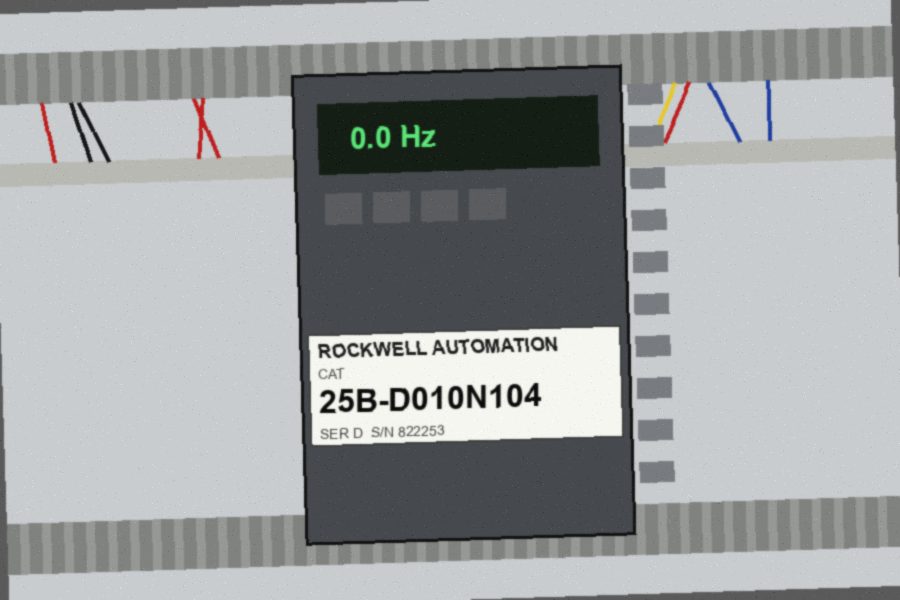 0.0 Hz
ROCKWELL AUTOMATION
CAT
25B-D010N104
SER D S/N 822253